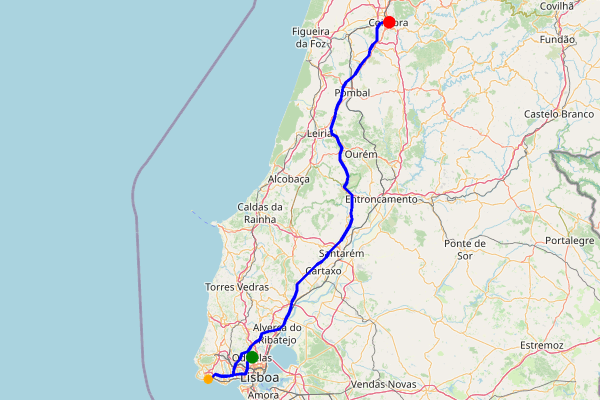 Covilhã
Coimbra
Figueira
da Foz
Fundão
Pombal
Castelo Branco
Leiria
Ourém
Alcobaça
Entroncamento
Caldas da
Rainha
Portalegre
Ponte de
Sor
Santarém
Cartaxo
Torres Vedras
Alverca do
Ribatejo
Estremoz
Odivelas
Lisboa
Vendas Novas
Amora